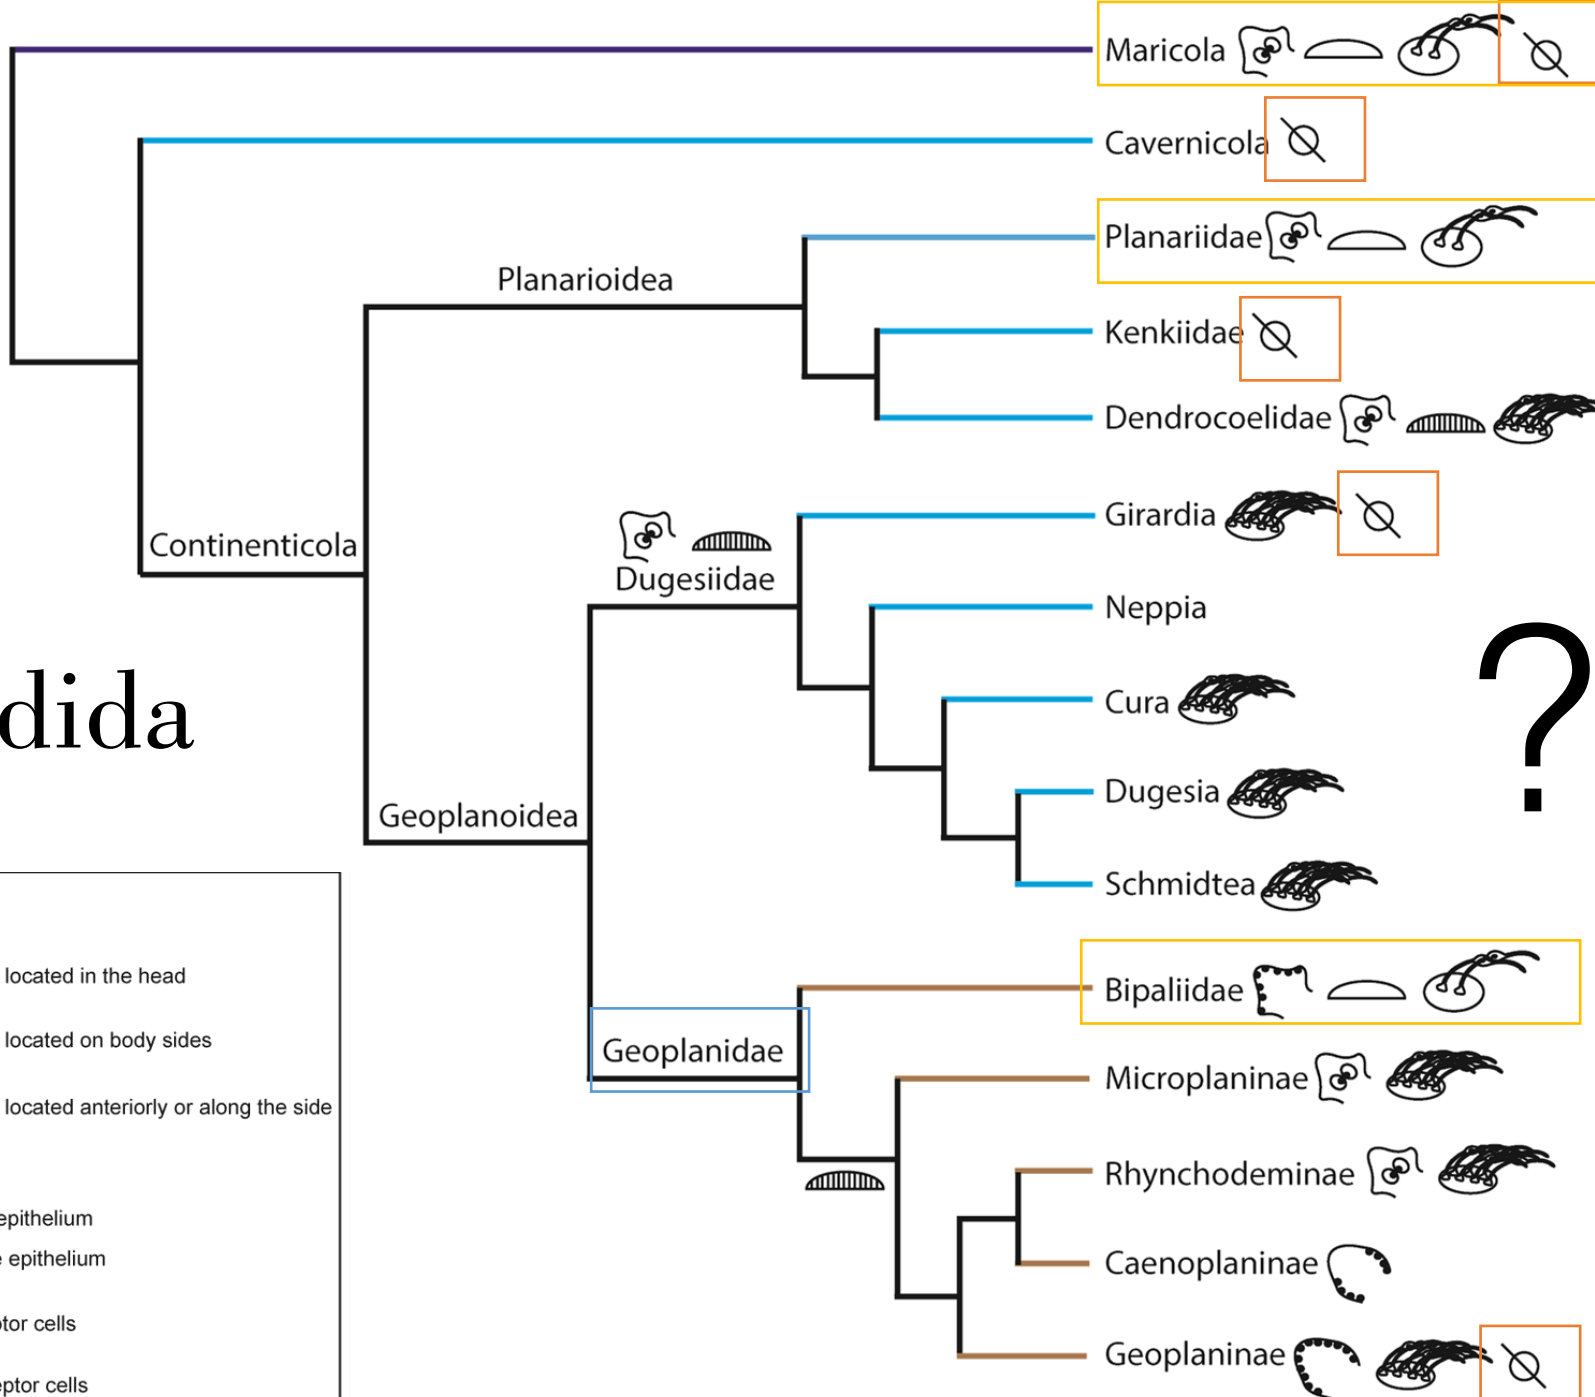 Maricola
Cavernicola
Planariidae
Planarioidea
Kenkiidae
Dendrocoelidae
Girardia
Continenticola
Dugesiidae
Neppia
?
dida
Cura
Dugesia
Geoplanoidea
Schmidtea
located in the head
Bipaliidae
located on body sides
Geoplanidae
Microplaninae
located anteriorly or along the side
Rhynchodeminae
epithelium
e epithelium
Caenoplaninae
otor cells
Geoplaninae
eptor cells